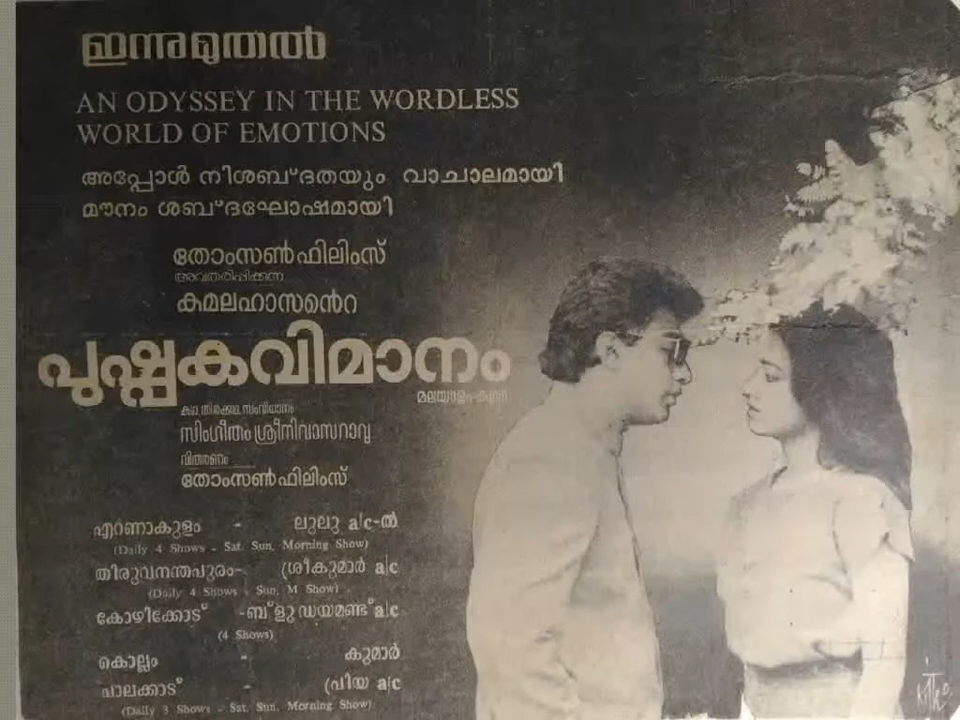 ഇന്നുമുതൽ
AN ODYSSEY IN THE WORDLESS
WORLD OF EMOTIONS
അപ്പോൾ നിശബ്ദതയും വാചാലമായി
മൗനം ശബ്ദഘോഷമായി
തോംസൺഫിലിംസ്
അവതരിപ്പിക്കുന്ന
കമലഹാസന്റെ
പുഷ്പകവിമാനം
മലയാളം-കളർ
കഥ, തിരക്കഥ, സംവിധാനം
സിംഗീതം ശ്രീനിവാസറാവു
വിതരണം
തോംസൺഫിലിംസ്
എറണാകുളം - ലുലു a/c-ൽ
(Daily 4 Shows - Sat. Sun. Morning Show)
തിരുവനന്തപുരം- ശ്രീകുമാർ a/c
(Daily 4 Shows - Sun. M Show)
കോഴിക്കോട് -ബ്ളുഡയമണ്ട് a/c
(4 Shows)
കൊല്ലം - കുമാർ
പാലക്കാട് - പ്രിയ a/c
(Daily 3 Shows - Sat. Sun. Morning Show)